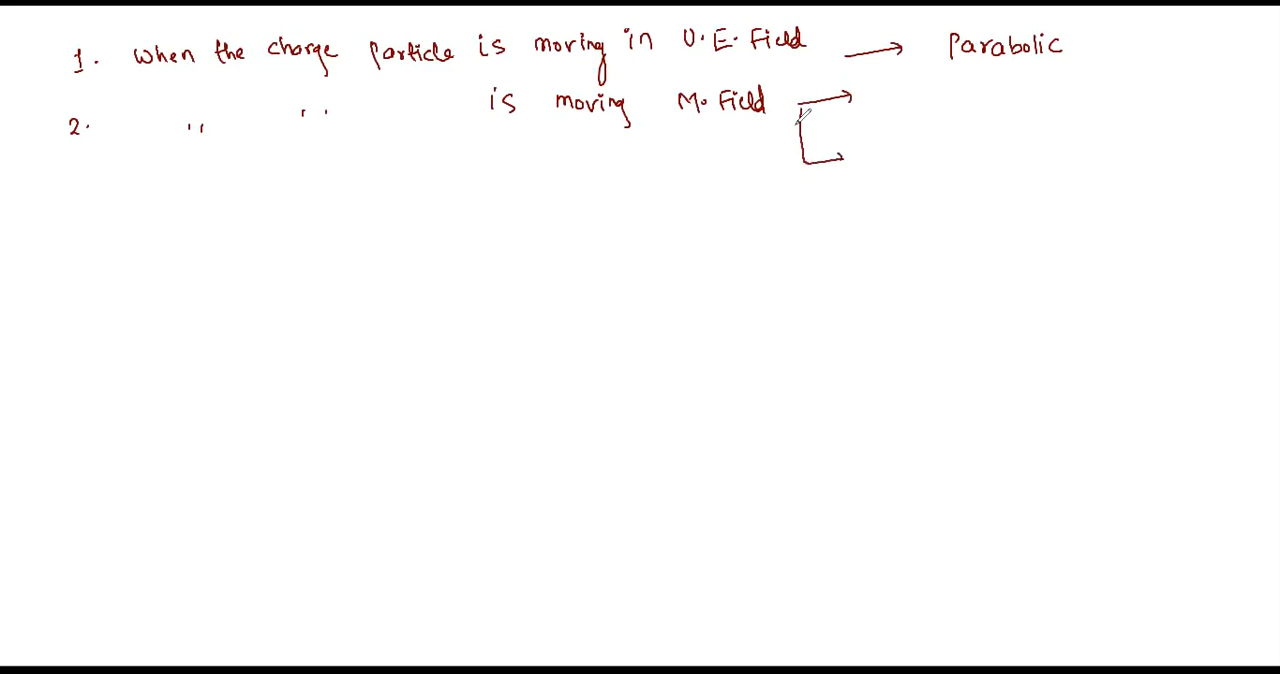 1. When the charge particle is moving in U.E. Field → Parabolic
2. " " is moving M. Field